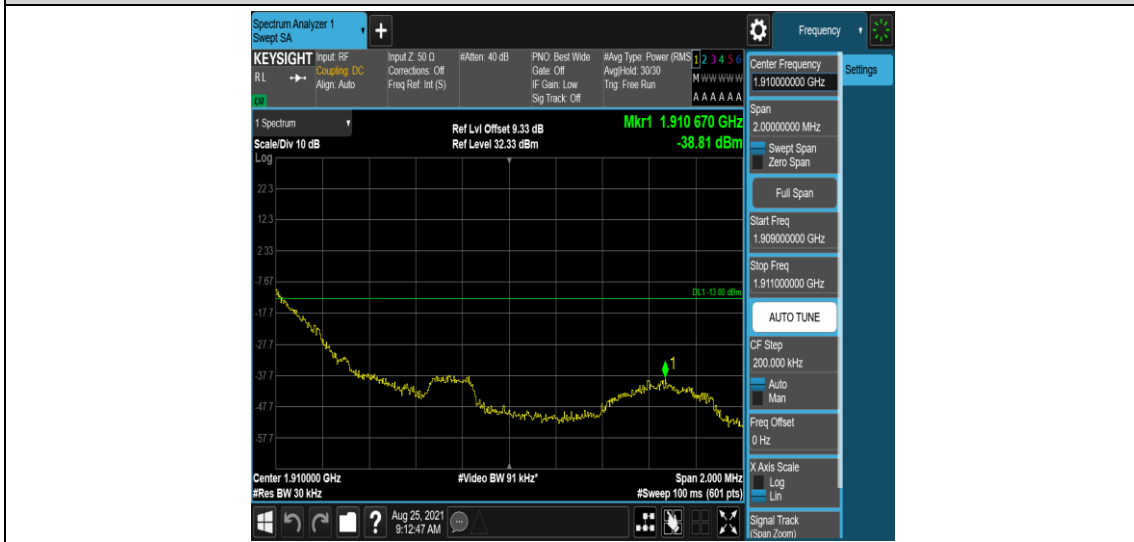 Spectrum Analyzer 1
Swept SA
+
Frequency
KEYSIGHT
RL
LXI
Input: RF
Coupling: DC
Align: Auto
Input Z: 50 Ω
Corrections: Off
Freq Ref: Int (S)
#Atten: 40 dB
PNO: Best Wide
Gate: Off
IF Gain: Low
Sig Track: Off
#Avg Type: Power (RMS
Avg|Hold: 30/30
Trig: Free Run
1 2 3 4 5 6
M W W W W W
A A A A A A
Center Frequency
1.910000000 GHz
Settings
1 Spectrum
Scale/Div 10 dB
Ref Lvl Offset 9.33 dB
Ref Level 32.33 dBm
Mkr1 1.910 670 GHz
-38.81 dBm
Span
2.00000000 MHz
Swept Span
Zero Span
Full Span
Start Freq
1.909000000 GHz
Stop Freq
1.911000000 GHz
AUTO TUNE
CF Step
200.000 kHz
Auto
Man
Freq Offset
0 Hz
X Axis Scale
Log
Lin
Signal Track
(Span Zoom)
Log
22.3
12.3
2.33
-7.67
DL1 -13.00 dBm
-17.7
-27.7
-37.7
1
-47.7
-57.7
Center 1.910000 GHz
#Video BW 91 kHz*
Span 2.000 MHz
#Res BW 30 kHz
#Sweep 100 ms (601 pts)
?
Aug 25, 2021
9:12:47 AM